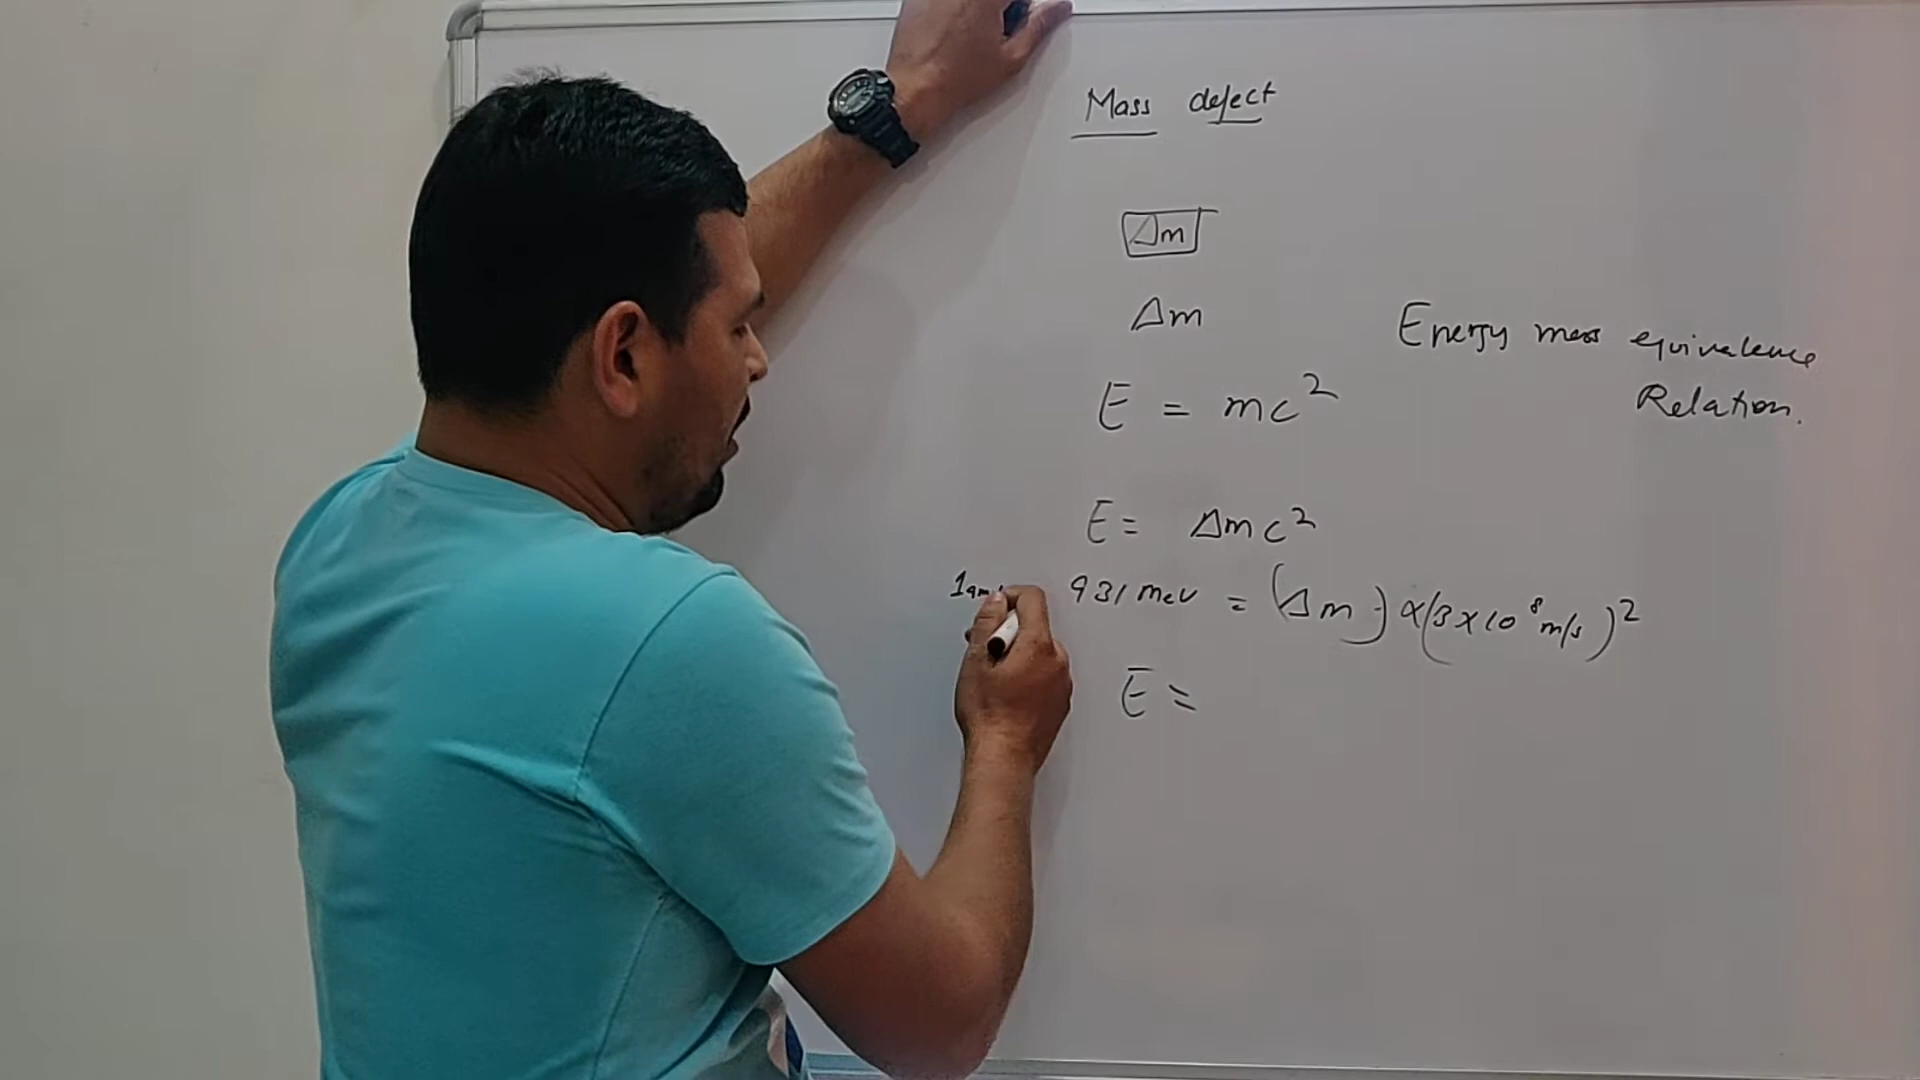 Mass defect
Δm
Δm
Energy mass equivalence
Relation.
E = mc²
E = Δmc²
931 MeV = (Δm) × (3×10⁸ m/s)²
E =